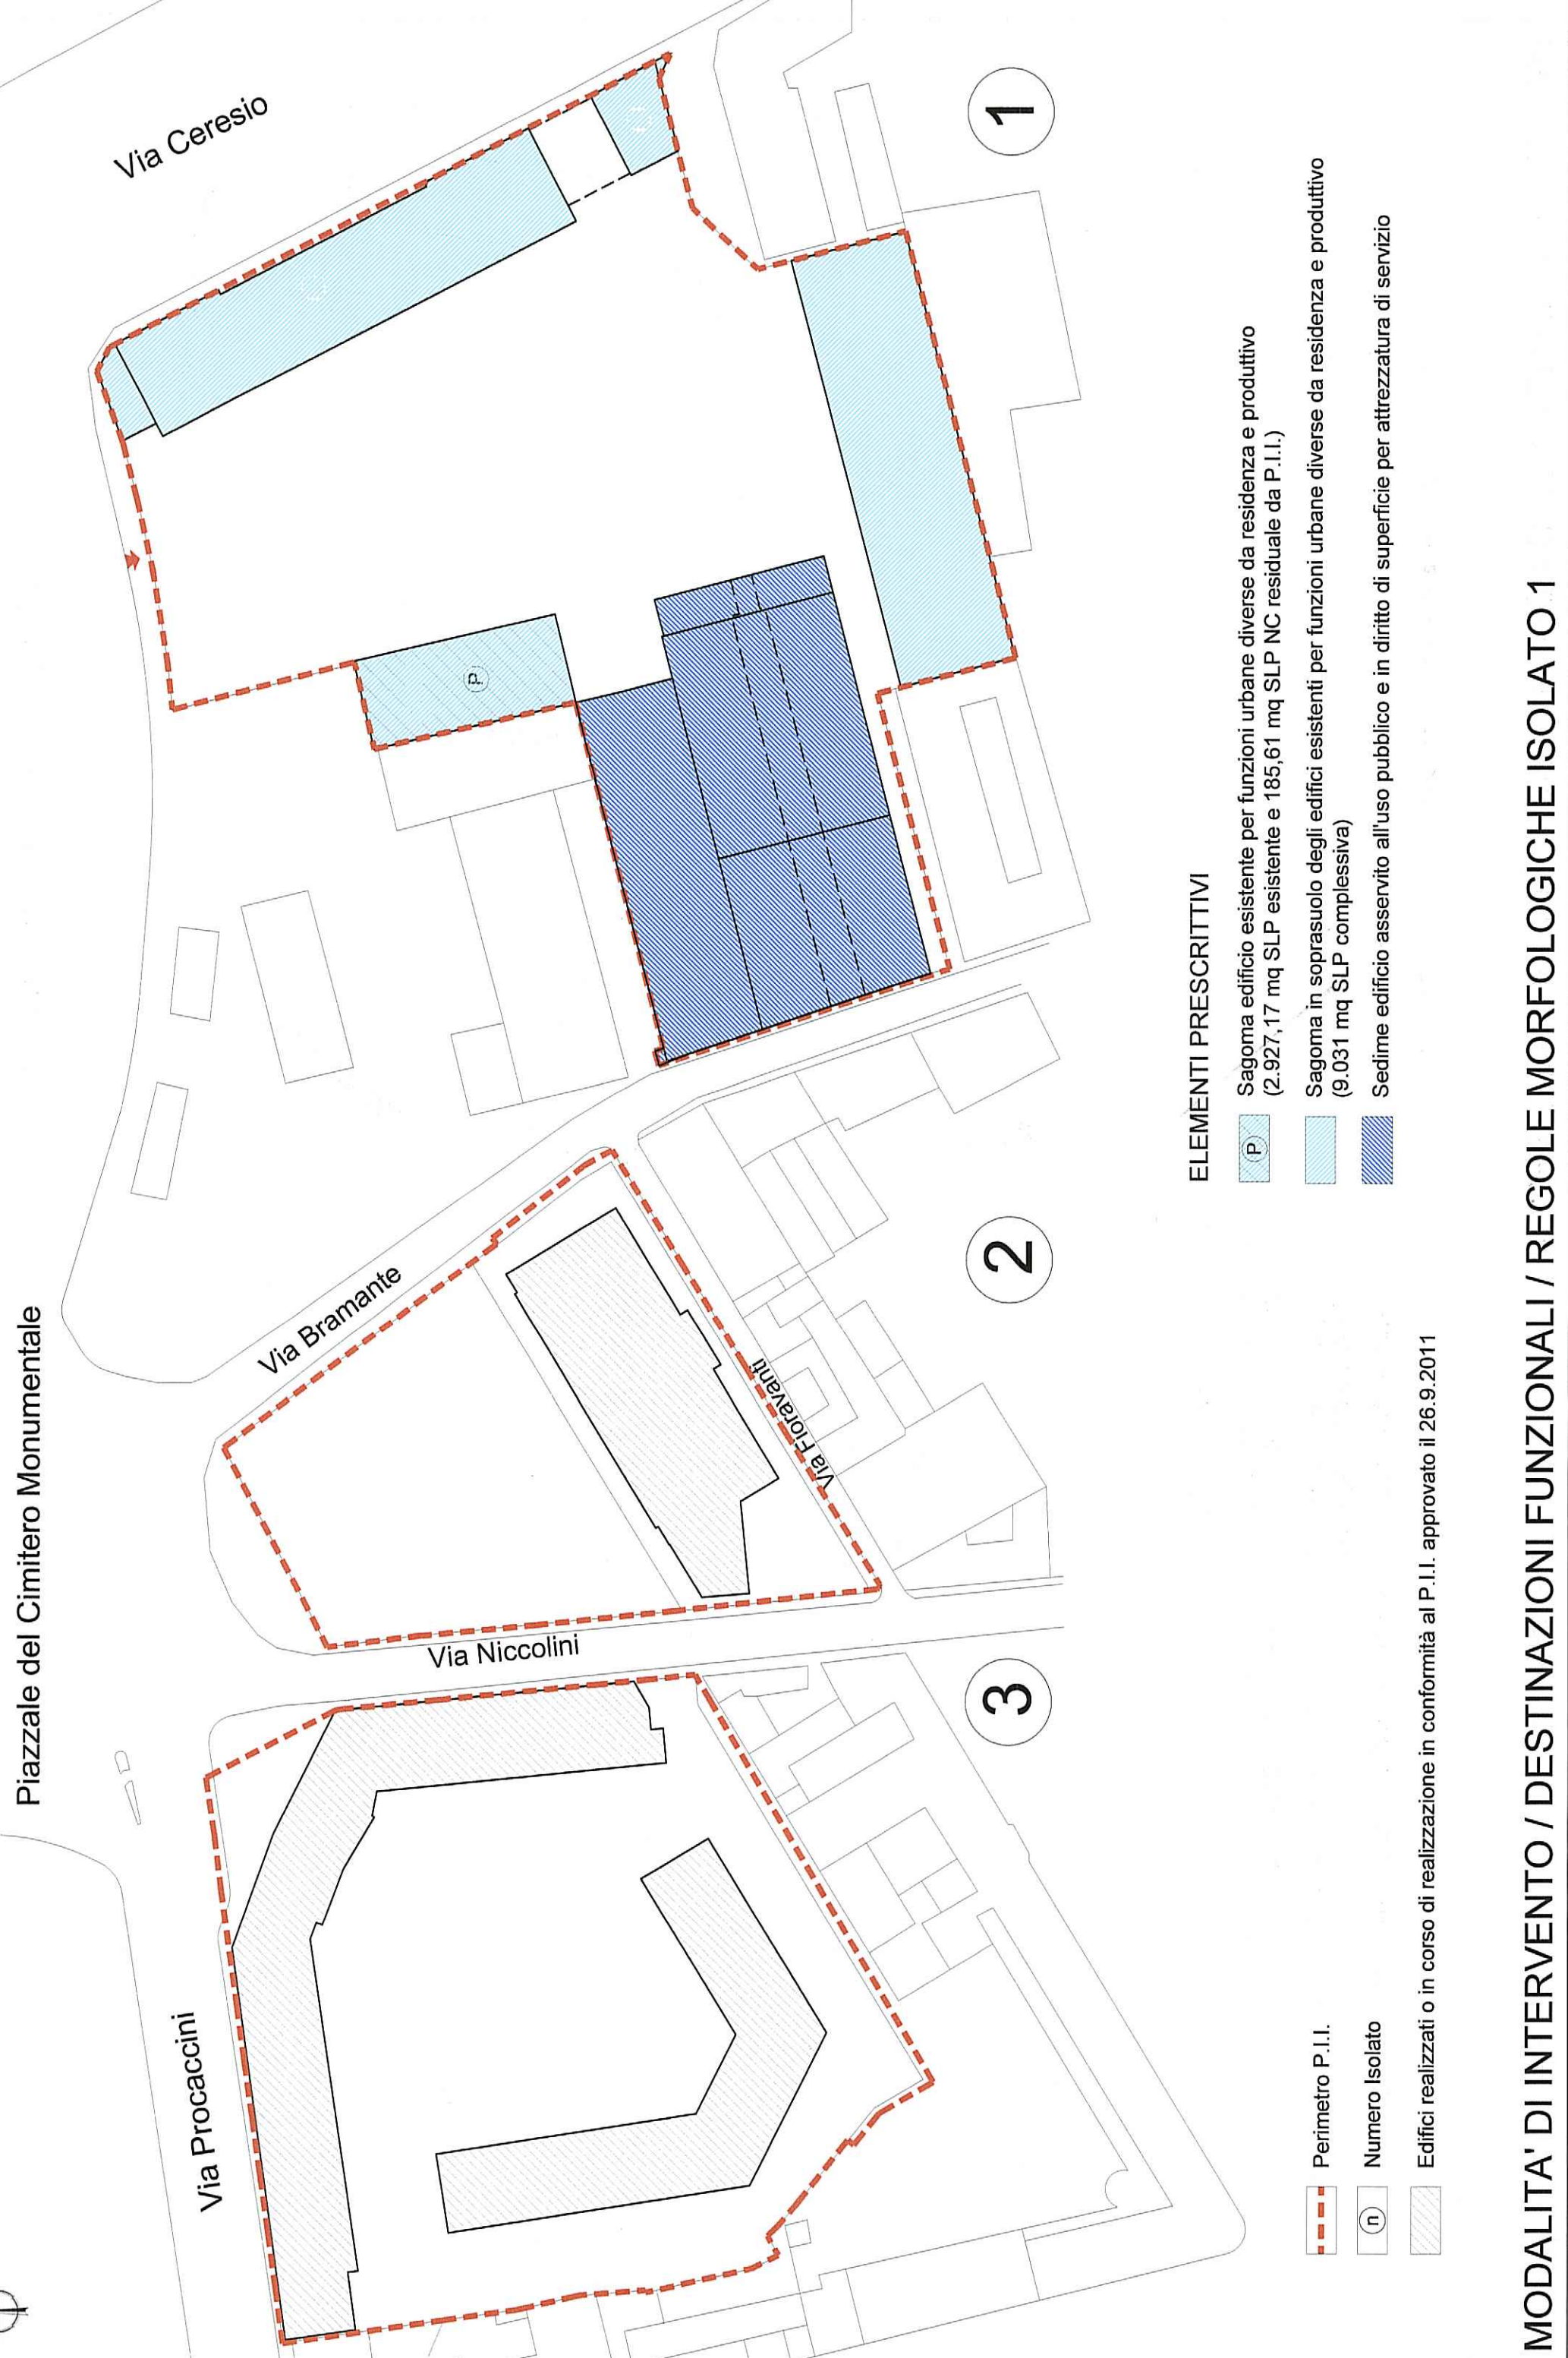 Piazzale del Cimitero Monumentale
Via Procaccini
Via Niccolini
Via Bramante
Via Fioravanti
Via Ceresio
P
3
2
1
Perimetro P.I.I.
n
Numero Isolato
Edifici realizzati o in corso di realizzazione in conformità al P.I.I. approvato il 26.9.2011
ELEMENTI PRESCRITTIVI
P
Sagoma edificio esistente per funzioni urbane diverse da residenza e produttivo
(2.927,17 mq SLP esistente e 185,61 mq SLP NC residuale da P.I.I.)
Sagoma in soprasuolo degli edifici esistenti per funzioni urbane diverse da residenza e produttivo
(9.031 mq SLP complessiva)
Sedime edificio asservito all'uso pubblico e in diritto di superficie per attrezzatura di servizio
MODALITA' DI INTERVENTO / DESTINAZIONI FUNZIONALI / REGOLE MORFOLOGICHE ISOLATO 1